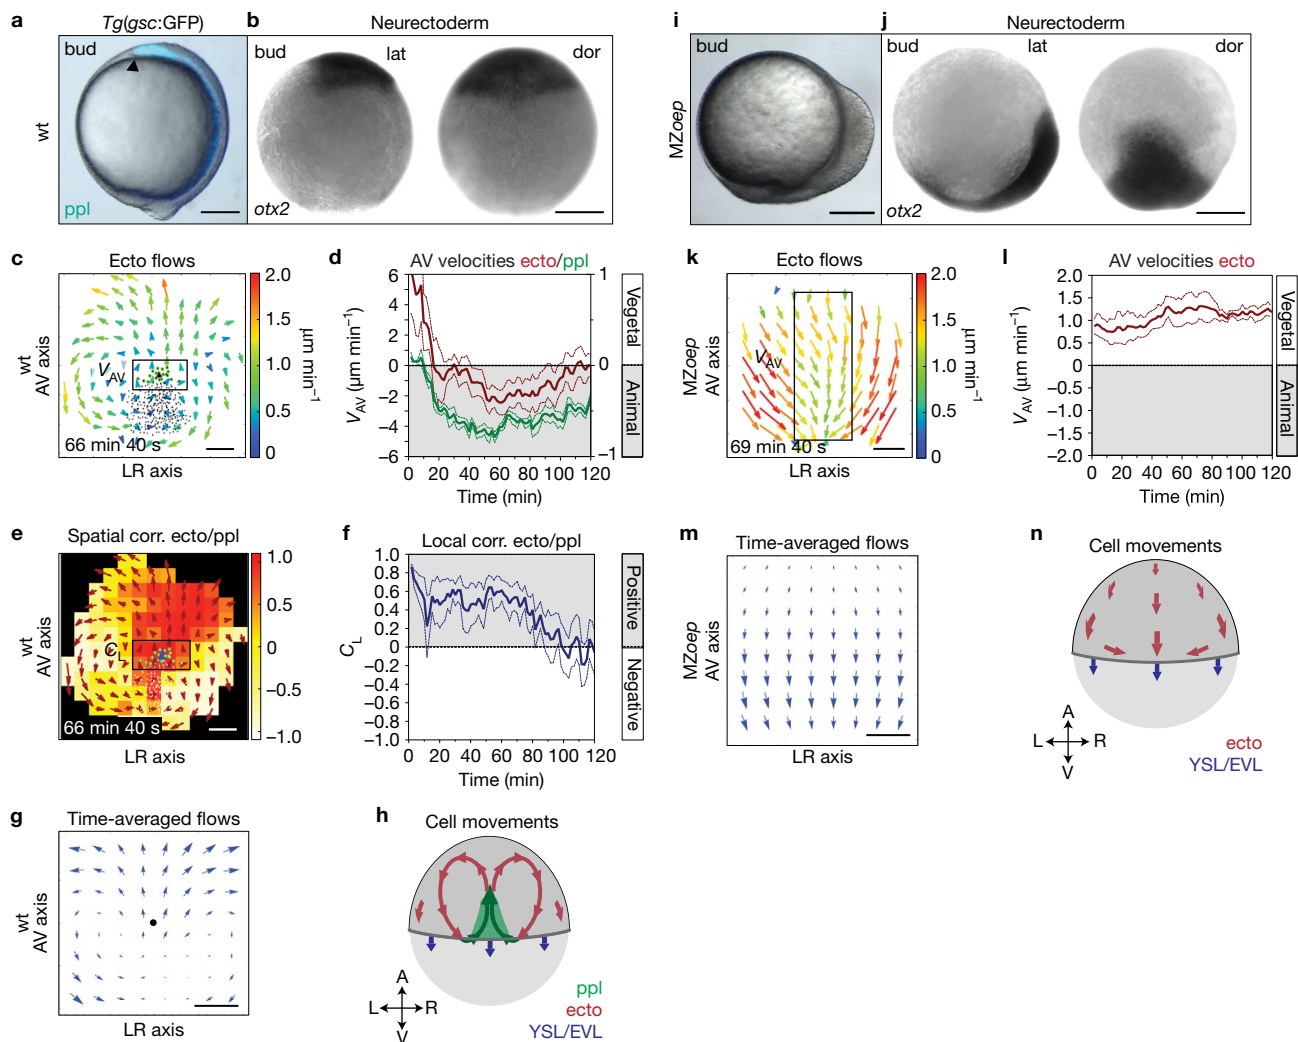 a
Tg(gsc:GFP)
bud
wt
ppl
b
Neurectoderm
bud
lat
dor
otx2
i
bud
MZoep
j
Neurectoderm
bud
lat
dor
otx2
c
Ecto flows
wt
AV axis
V_AV
66 min 40 s
LR axis
2.0
1.5
1.0
0.5
0
µm min⁻¹
d
AV velocities ecto/ppl
V_AV (µm min⁻¹)
6
4
2
0
−2
−4
−6
1
0
−1
Vegetal
Animal
0 20 40 60 80 100 120
Time (min)
k
Ecto flows
MZoep
AV axis
V_AV
69 min 40 s
LR axis
2.0
1.5
1.0
0.5
0
µm min⁻¹
l
AV velocities ecto
V_AV (µm min⁻¹)
2.0
1.5
1.0
0.5
0
−0.5
−1.0
−1.5
−2.0
Vegetal
Animal
0 20 40 60 80 100 120
Time (min)
e
Spatial corr. ecto/ppl
wt
AV axis
C_L
66 min 40 s
LR axis
1.0
0.5
0
−0.5
−1.0
f
Local corr. ecto/ppl
C_L
1.0
0.8
0.6
0.4
0.2
0
−0.2
−0.4
−0.6
−0.8
−1.0
Positive
Negative
0 20 40 60 80 100 120
Time (min)
m
Time-averaged flows
MZoep
AV axis
LR axis
n
Cell movements
A
L R
V
ecto
YSL/EVL
g
Time-averaged flows
wt
AV axis
LR axis
h
Cell movements
A
L R
V
ppl
ecto
YSL/EVL